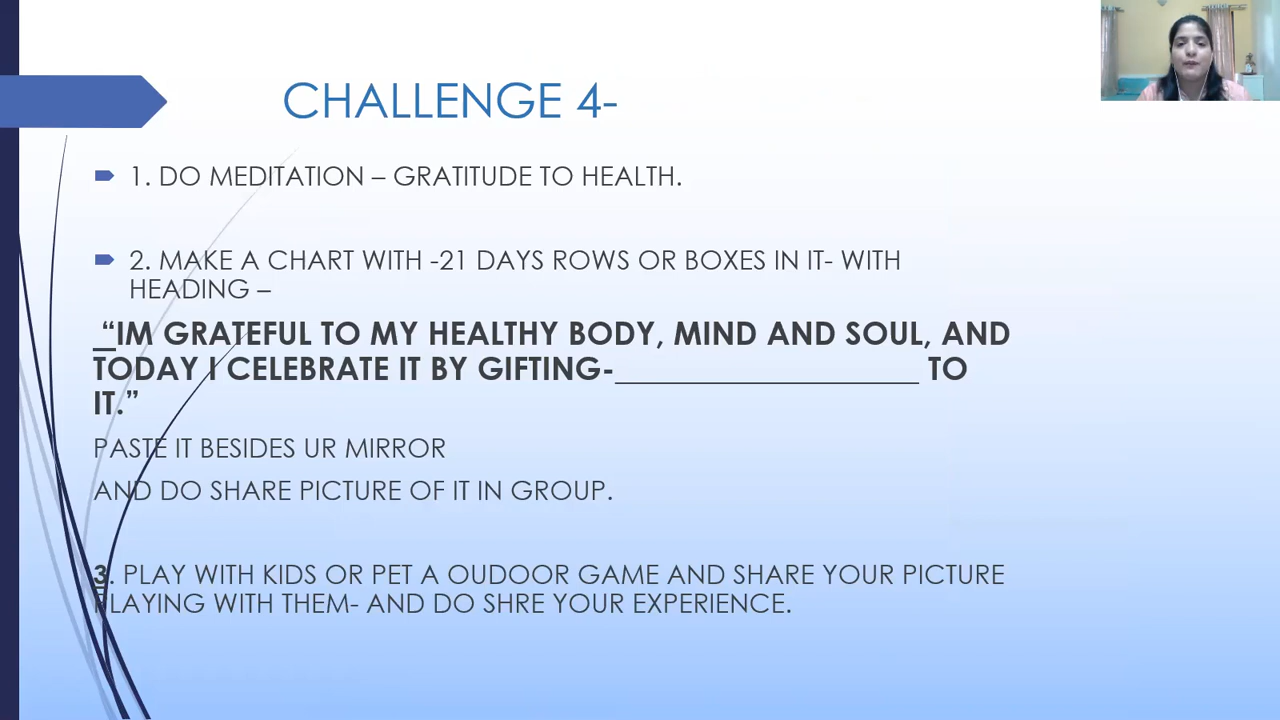 CHALLENGE 4-
1. DO MEDITATION – GRATITUDE TO HEALTH.
2. MAKE A CHART WITH -21 DAYS ROWS OR BOXES IN IT- WITH
HEADING –
_“IM GRATEFUL TO MY HEALTHY BODY, MIND AND SOUL, AND
TODAY I CELEBRATE IT BY GIFTING-___________________ TO
IT.”
PASTE IT BESIDES UR MIRROR
AND DO SHARE PICTURE OF IT IN GROUP.
3. PLAY WITH KIDS OR PET A OUDOOR GAME AND SHARE YOUR PICTURE
PLAYING WITH THEM- AND DO SHRE YOUR EXPERIENCE.